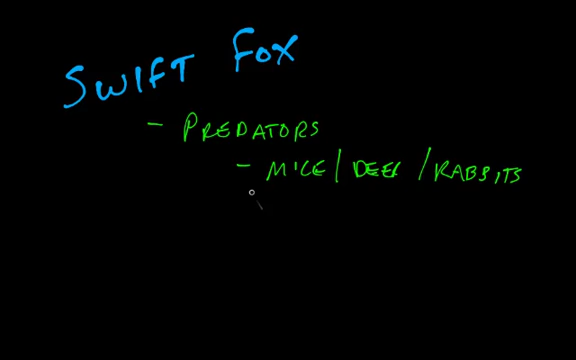 SWIFT FOX
- PREDATORS
- MICE/DEER/RABBITS